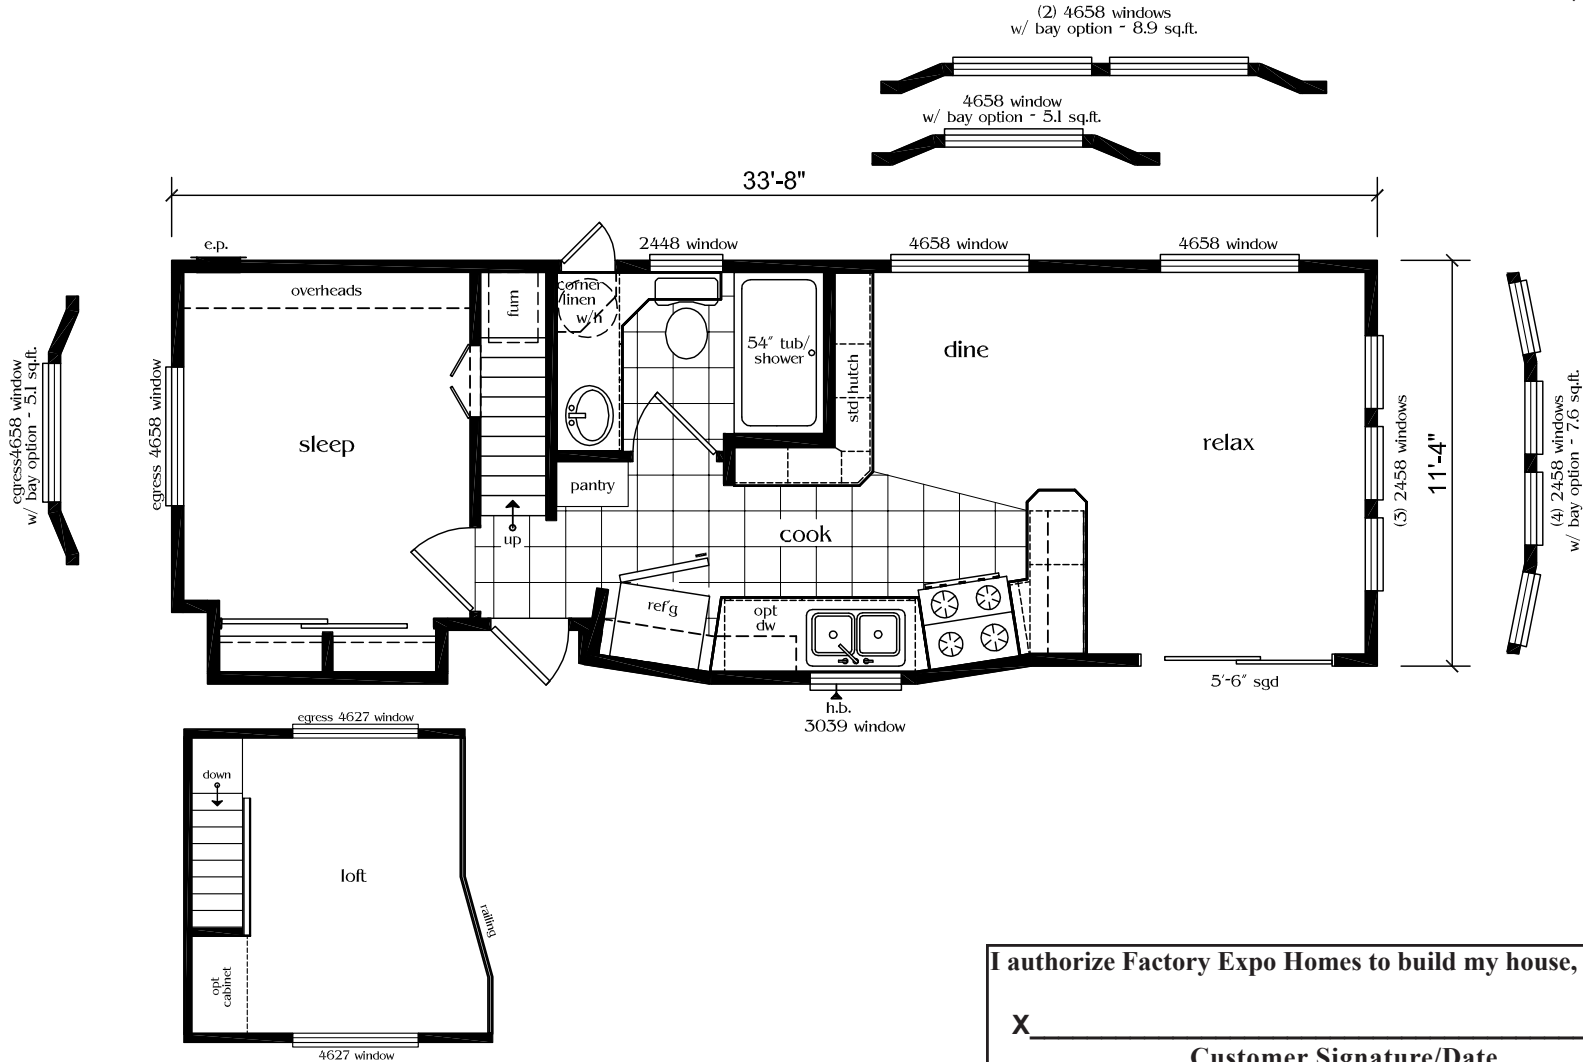 (2) 4658 windows
w/ bay option - 8.9 sq.ft.
4658 window
w/ bay option - 5.1 sq.ft.
33'-8"
e.p.
2448 window
4658 window
4658 window
overheads
furn
corner
linen
w/h
54" tub/
shower
std hutch
dine
egress4658 window
w/ bay option - 5.1 sq.ft.
egress 4658 window
sleep
relax
(3) 2458 windows
11'-4"
(4) 2458 windows
w/ bay option - 7.6 sq.ft.
pantry
up
cook
ref'g
opt
dw
5'-6" sgd
h.b.
3039 window
egress 4627 window
down
loft
railing
opt
cabinet
4627 window
I authorize Factory Expo Homes to build my house,
X
Customer Signature/Date